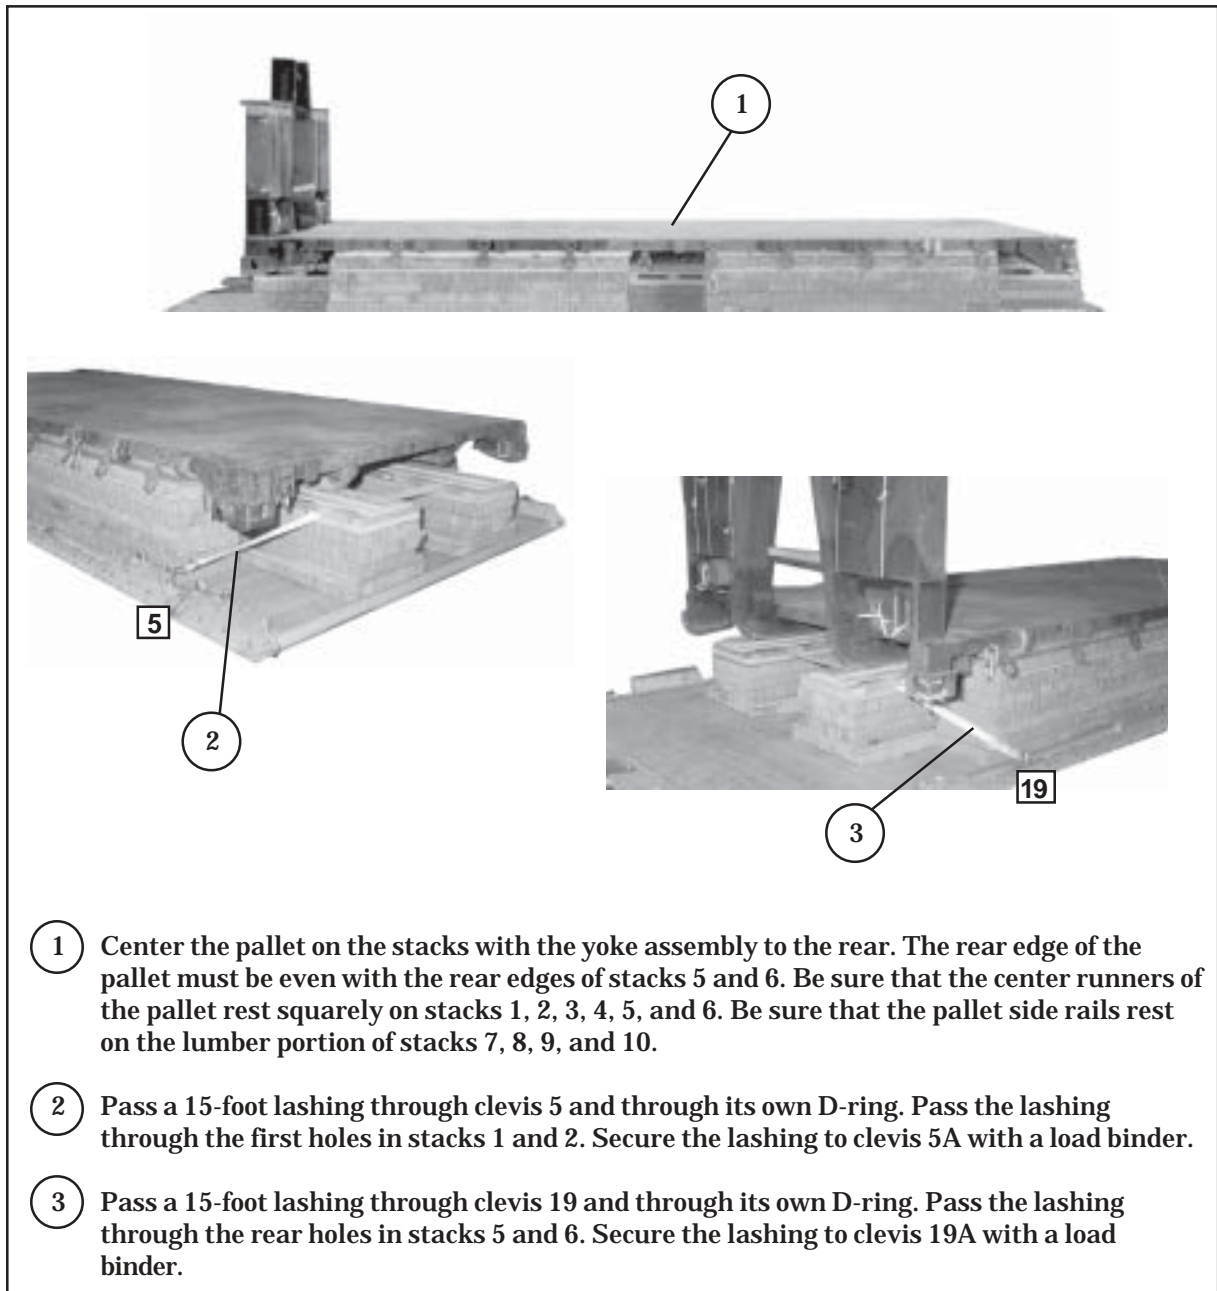 1
5
2
19
3
1 Center the pallet on the stacks with the yoke assembly to the rear. The rear edge of the
pallet must be even with the rear edges of stacks 5 and 6. Be sure that the center runners of
the pallet rest squarely on stacks 1, 2, 3, 4, 5, and 6. Be sure that the pallet side rails rest
on the lumber portion of stacks 7, 8, 9, and 10.
2 Pass a 15-foot lashing through clevis 5 and through its own D-ring. Pass the lashing
through the first holes in stacks 1 and 2. Secure the lashing to clevis 5A with a load binder.
3 Pass a 15-foot lashing through clevis 19 and through its own D-ring. Pass the lashing
through the rear holes in stacks 5 and 6. Secure the lashing to clevis 19A with a load
binder.